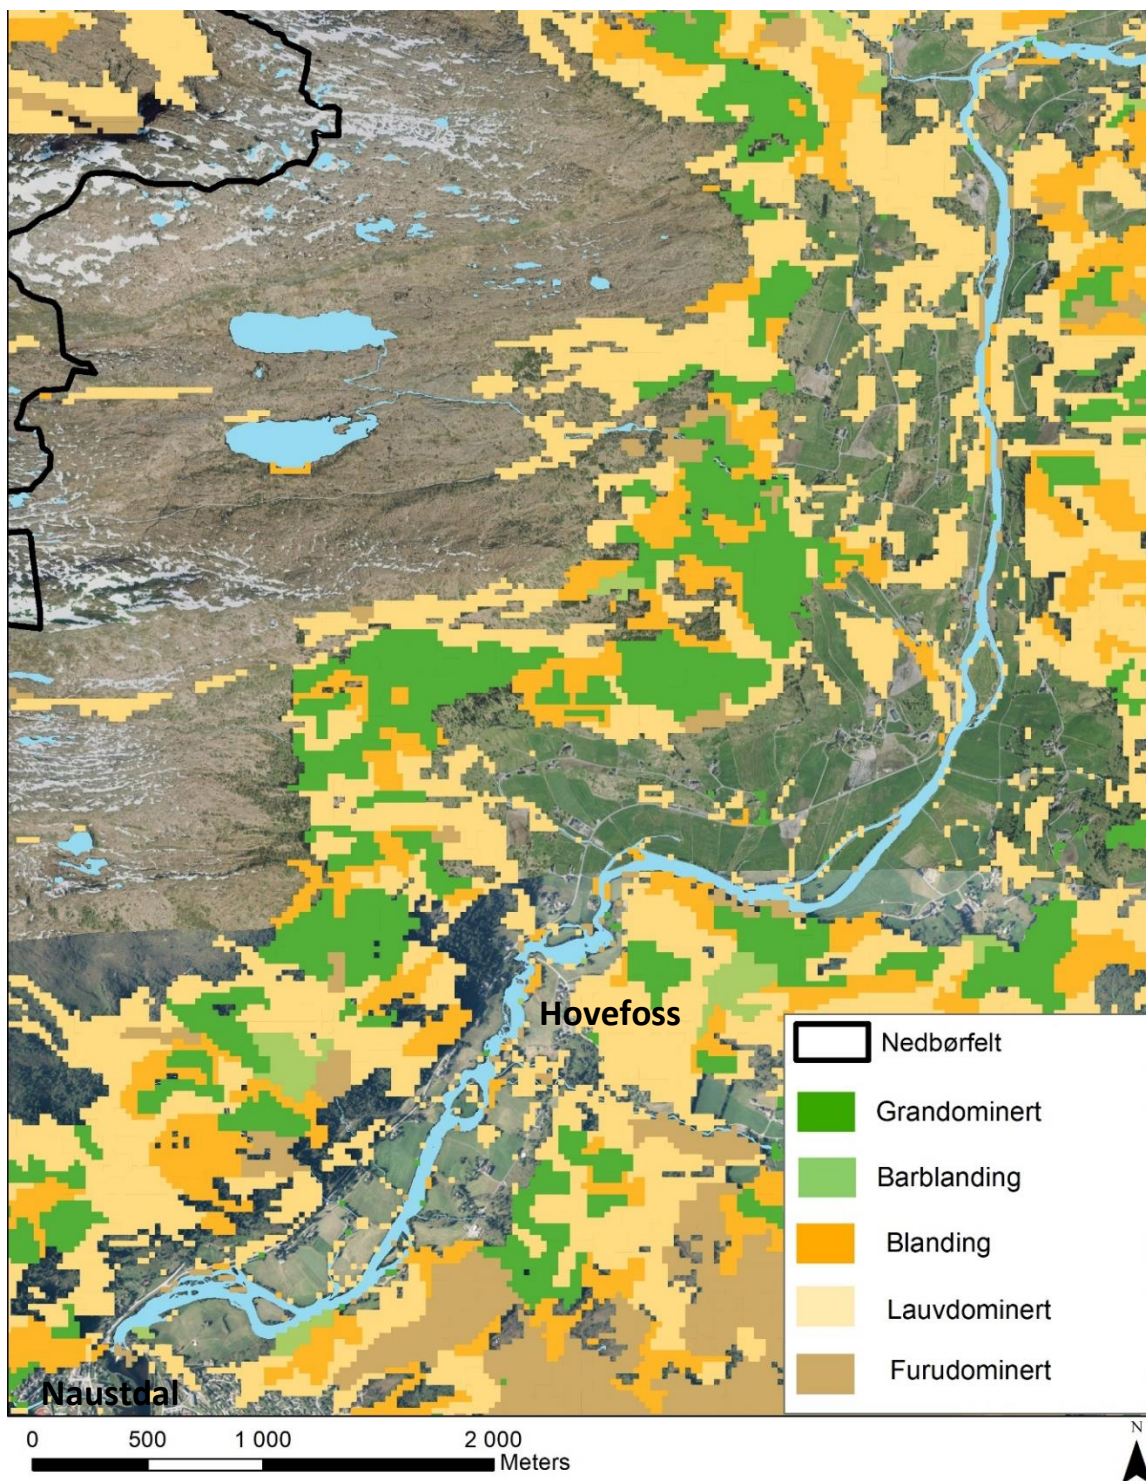 Hovefoss
Nedbørfelt
Grandominert
Barblanding
Blanding
Lauvdominert
Furudominert
Naustdal
0 500 1 000 2 000
Meters
N